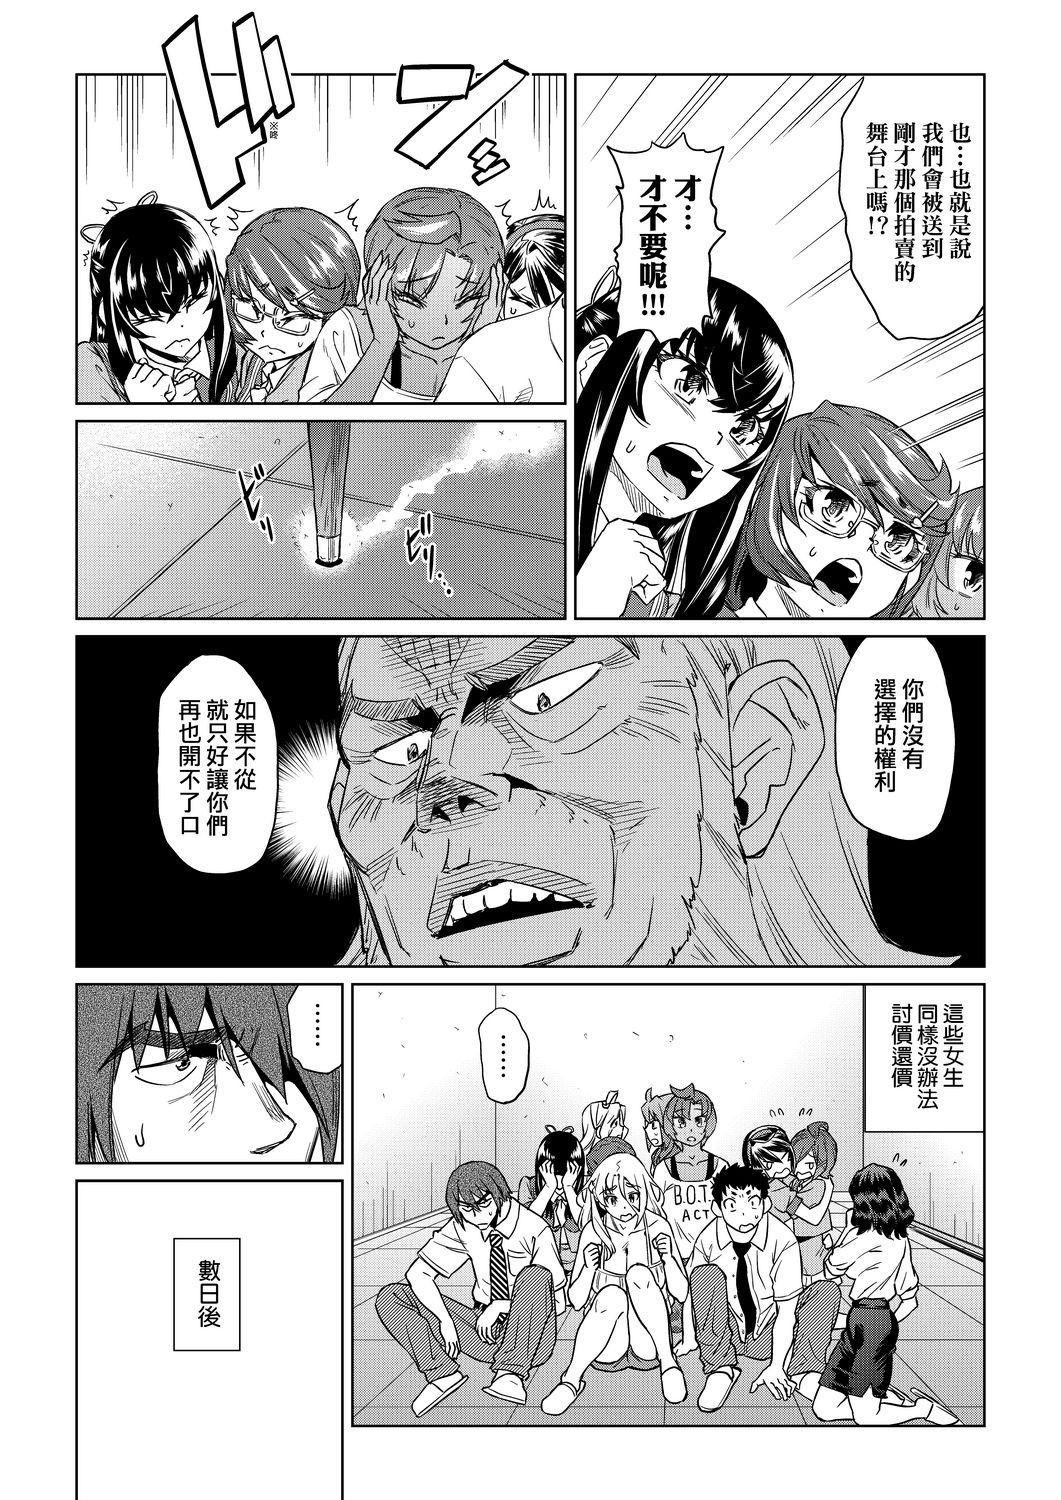 也…也就是說
我們會被送到
剛才那個拍賣的
舞台上嗎!?
才…
才不要呢!!!
ドン
※咚
ビッ
ビリ…
你們沒有
選擇的權利
如果不從
就只好讓你們
再也開不了口
這些女生
同樣沒辦法
討價還價
……
B.O.T
ACT
……
數日後